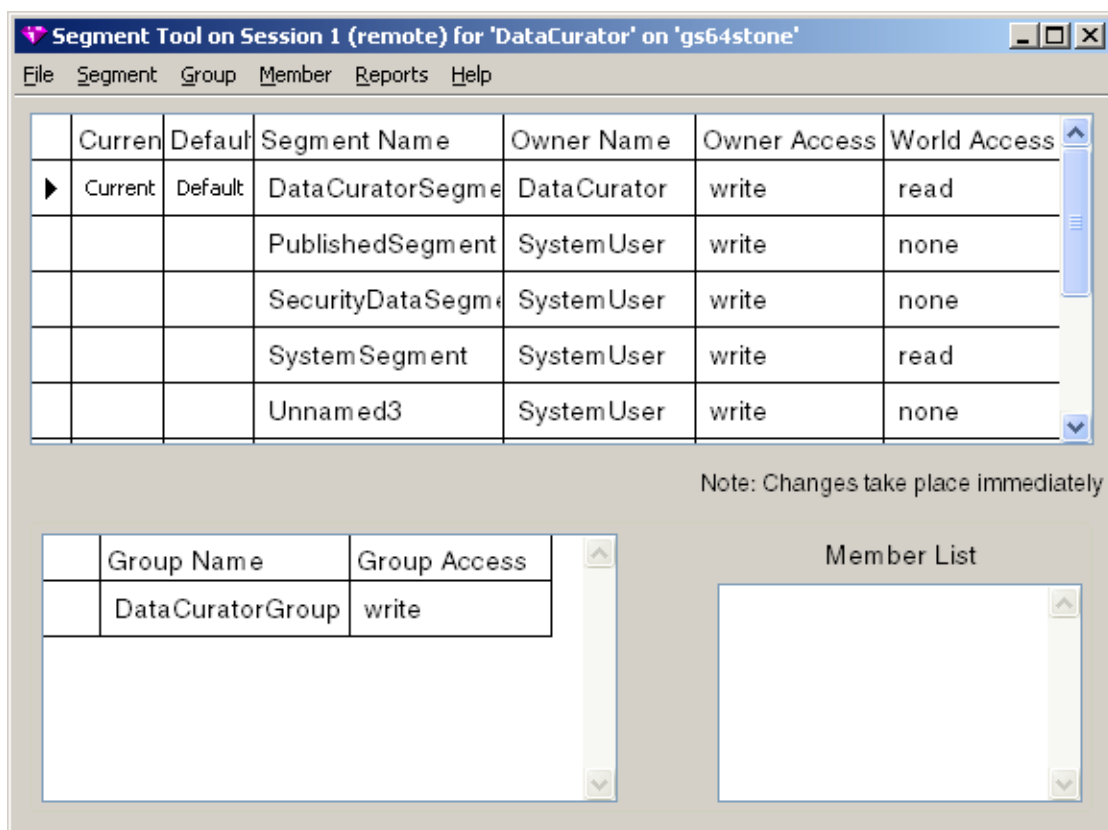 Segment Tool on Session 1 (remote) for 'DataCurator' on 'gs64stone'
File Segment Group Member Reports Help
Curren Defaul Segment Name Owner Name Owner Access World Access
Current Default DataCuratorSegme DataCurator write read
PublishedSegment SystemUser write none
SecurityDataSegme SystemUser write none
SystemSegment SystemUser write read
Unnamed3 SystemUser write none
Note: Changes take place immediately
Group Name Group Access
DataCuratorGroup write
Member List